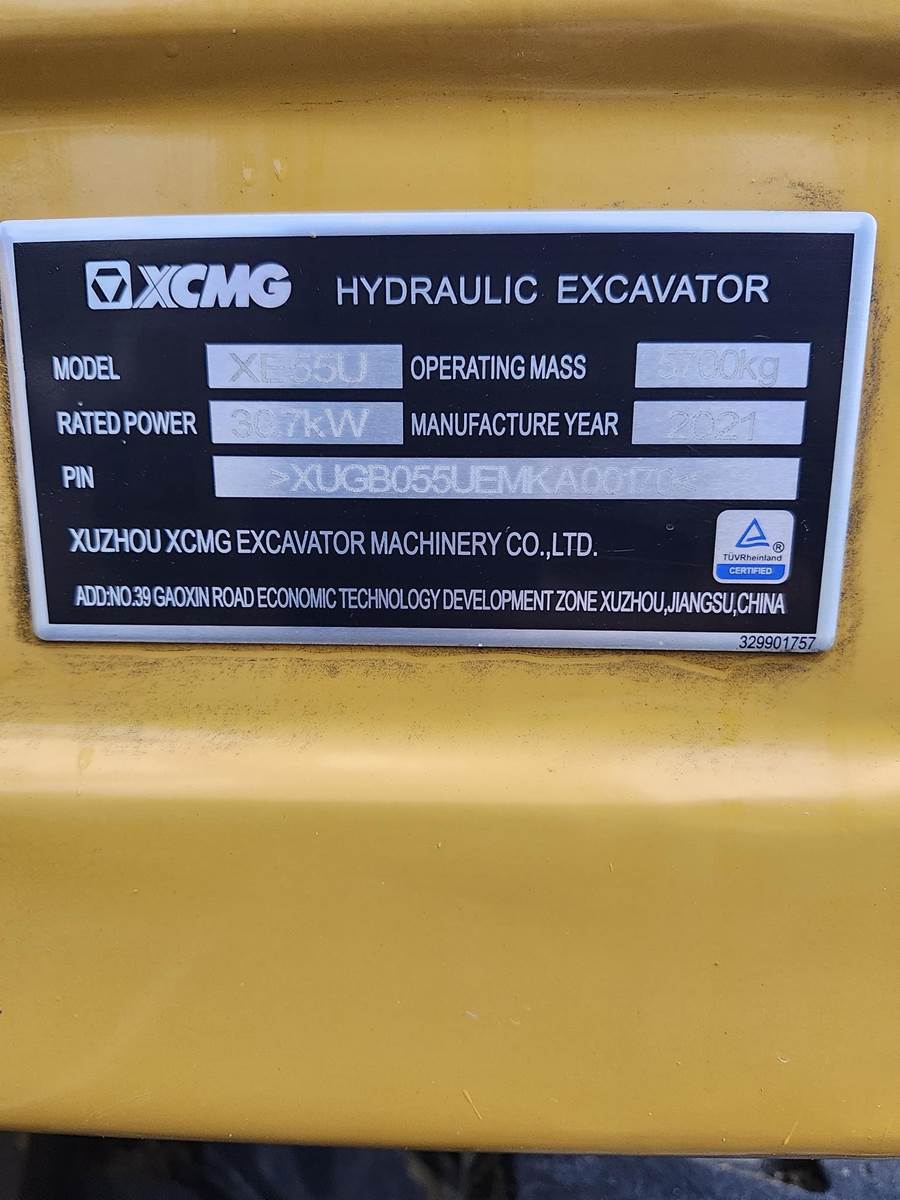 XCMG HYDRAULIC EXCAVATOR
MODEL XE55U OPERATING MASS 5700kg
RATED POWER 30.7kW MANUFACTURE YEAR 2021
PIN >XUGB055UEMKA00170<
XUZHOU XCMG EXCAVATOR MACHINERY CO.,LTD.
TÜVRheinland ®
CERTIFIED
ADD:NO.39 GAOXIN ROAD ECONOMIC TECHNOLOGY DEVELOPMENT ZONE XUZHOU,JIANGSU,CHINA
329901757